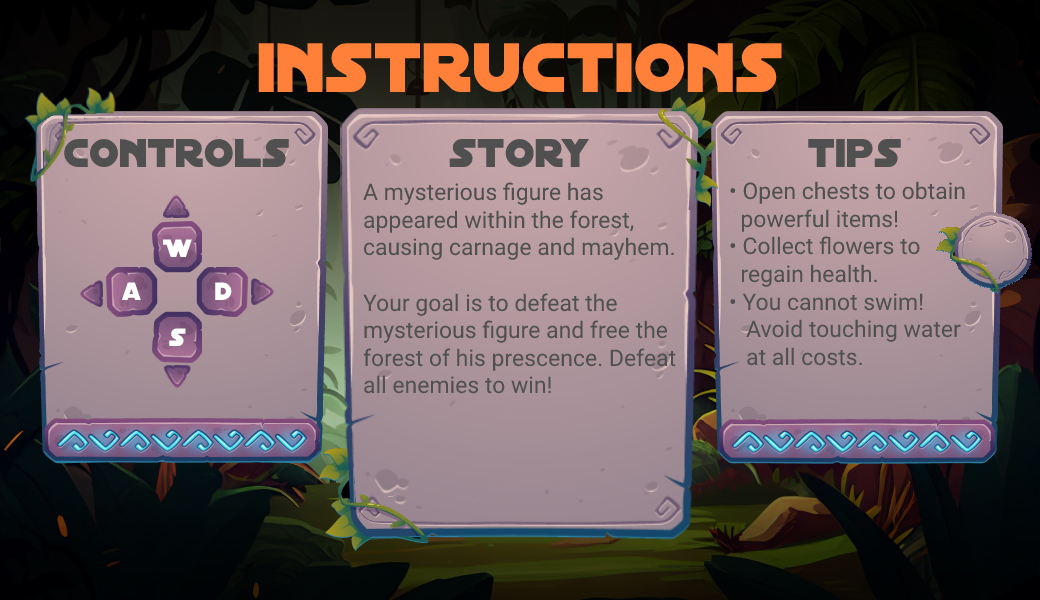 INSTRUCTIONS
CONTROLS
W
A
D
S
STORY
A mysterious figure has
appeared within the forest,
causing carnage and mayhem.
Your goal is to defeat the
mysterious figure and free the
forest of his prescence. Defeat
all enemies to win!
TIPS
• Open chests to obtain
powerful items!
• Collect flowers to
regain health.
• You cannot swim!
Avoid touching water
at all costs.